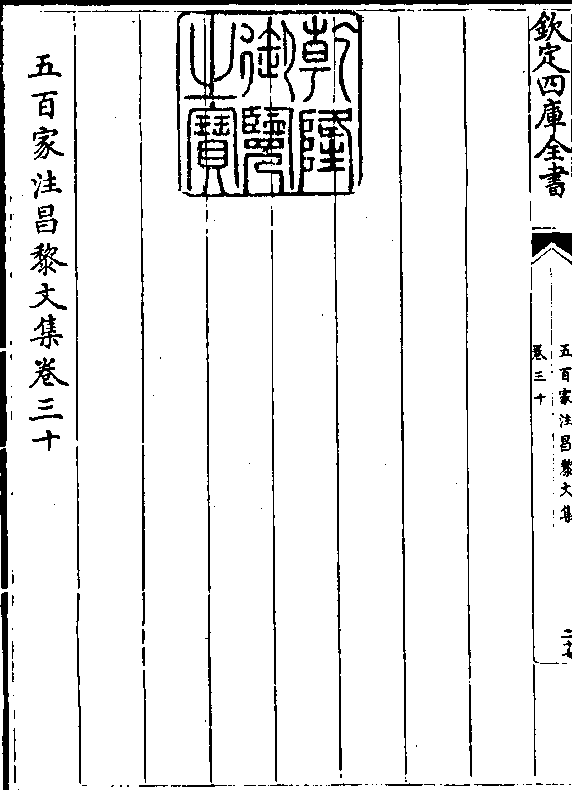 欽定四庫全書
五百家注昌黎文集
卷三十
乾隆
御覽
之寶
五百家注昌黎文集卷三十